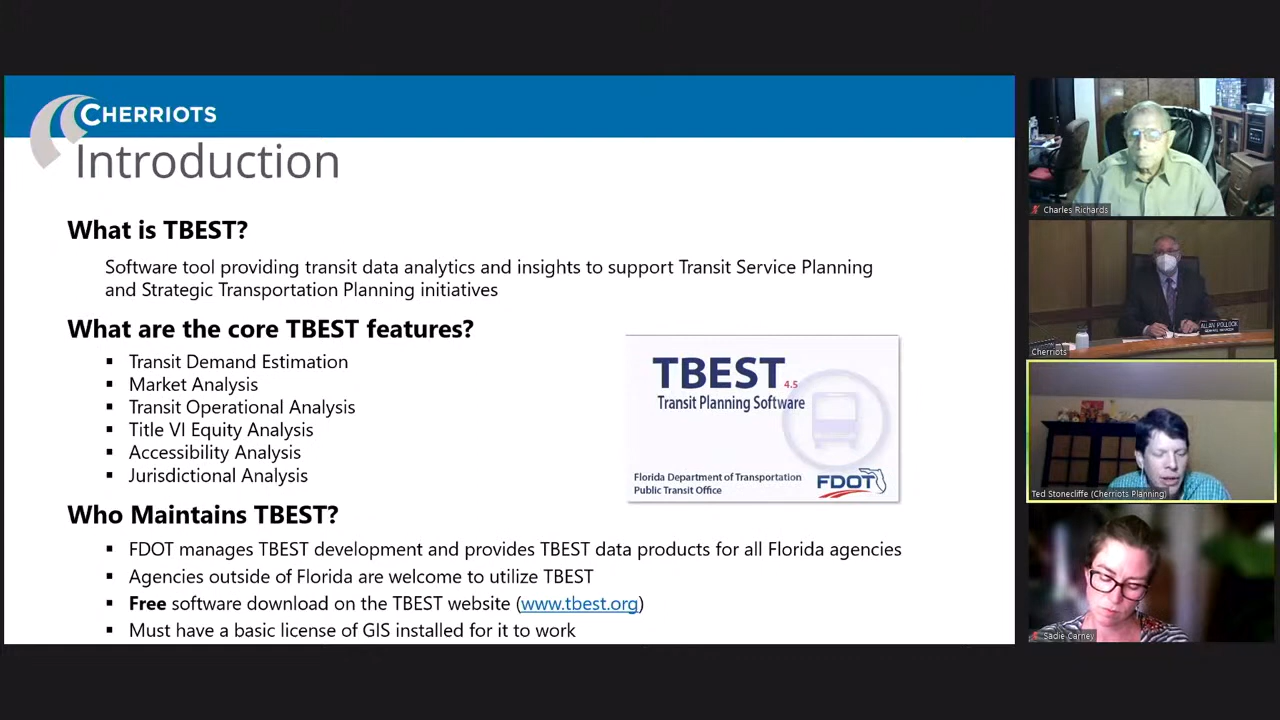 CHERRIOTS
Introduction
What is TBEST?
Software tool providing transit data analytics and insights to support Transit Service Planning
and Strategic Transportation Planning initiatives
What are the core TBEST features?
▪ Transit Demand Estimation
▪ Market Analysis
▪ Transit Operational Analysis
▪ Title VI Equity Analysis
▪ Accessibility Analysis
▪ Jurisdictional Analysis
TBEST 4.5
Transit Planning Software
Florida Department of Transportation
Public Transit Office
FDOT
Who Maintains TBEST?
▪ FDOT manages TBEST development and provides TBEST data products for all Florida agencies
▪ Agencies outside of Florida are welcome to utilize TBEST
▪ Free software download on the TBEST website (www.tbest.org)
▪ Must have a basic license of GIS installed for it to work
Charles Richards
ALLAN POLLOCK
GENERAL MANAGER
Cherriots
Ted Stonecliffe (Cherriots Planning)
Sadie Carney